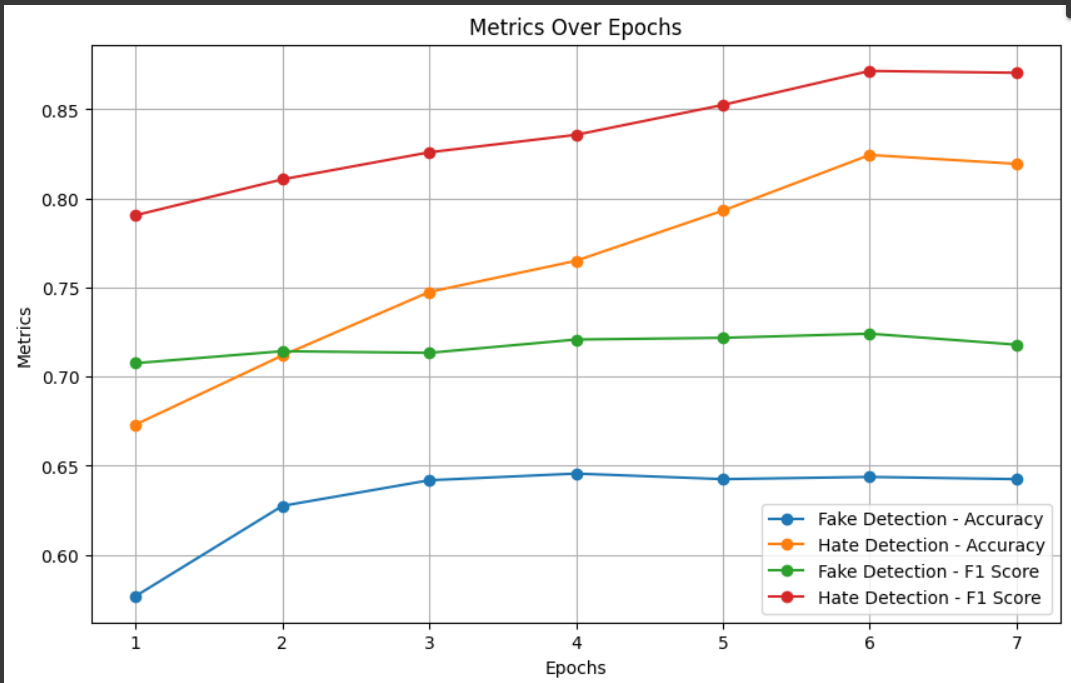 Metrics Over Epochs
Metrics
0.85
0.80
0.75
0.70
0.65
0.60
1 2 3 4 5 6 7
Epochs
Fake Detection - Accuracy
Hate Detection - Accuracy
Fake Detection - F1 Score
Hate Detection - F1 Score